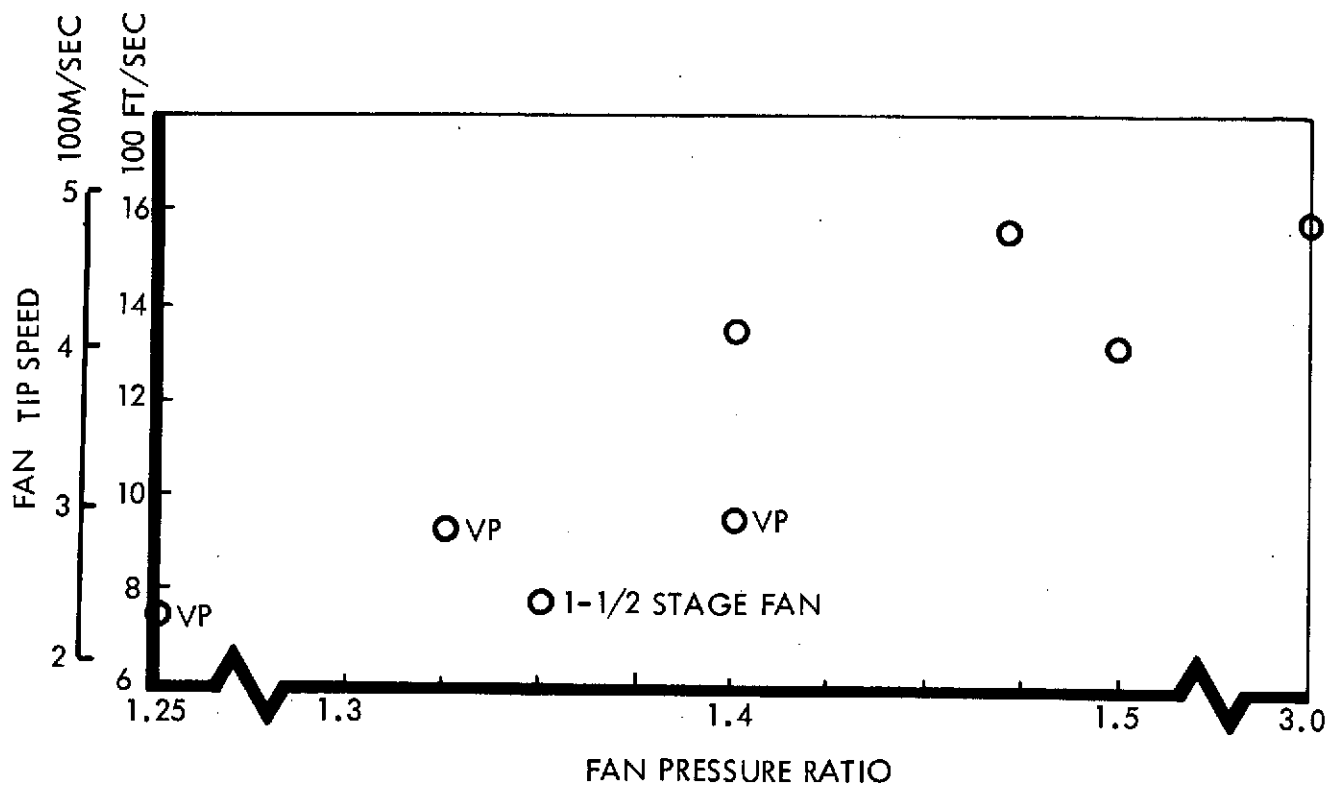 100M/SEC
100 FT/SEC
FAN TIP SPEED
5
4
3
2
16
14
12
10
8
6
VP
VP
VP
1-1/2 STAGE FAN
1.25
1.3
1.4
1.5
3.0
FAN PRESSURE RATIO